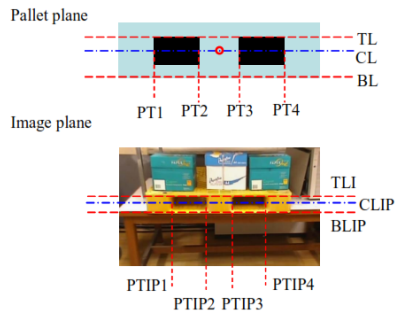 Pallet plane
TL
CL
BL
PT1 PT2 PT3 PT4
Image plane
TLI
CLIP
BLIP
PTIP1 PTIP4
PTIP2 PTIP3